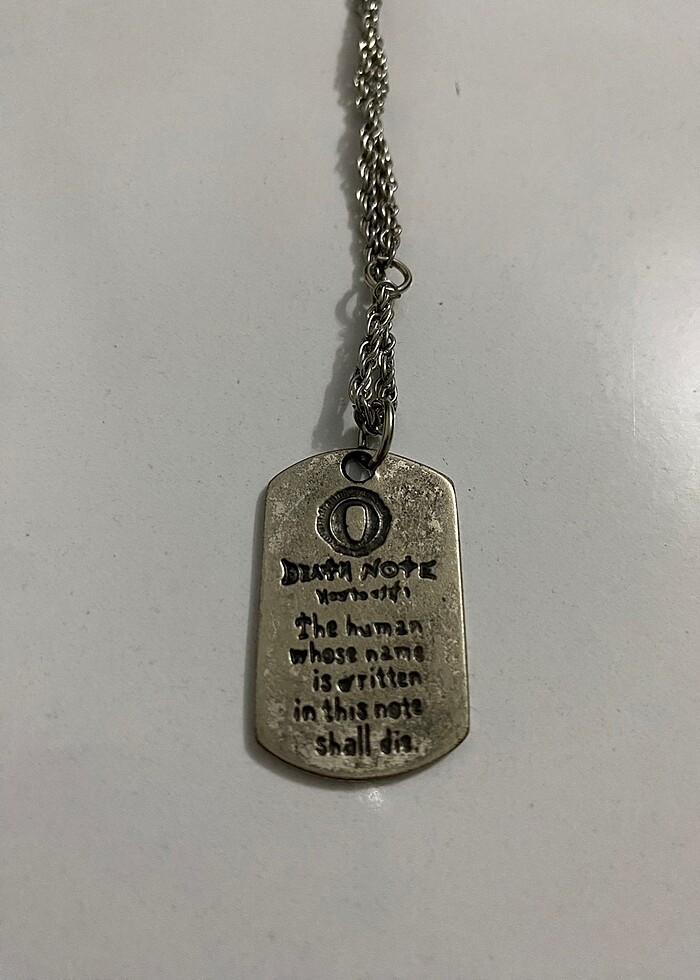 DEATH NOTE
The human
whose name
is written
in this note
shall die.